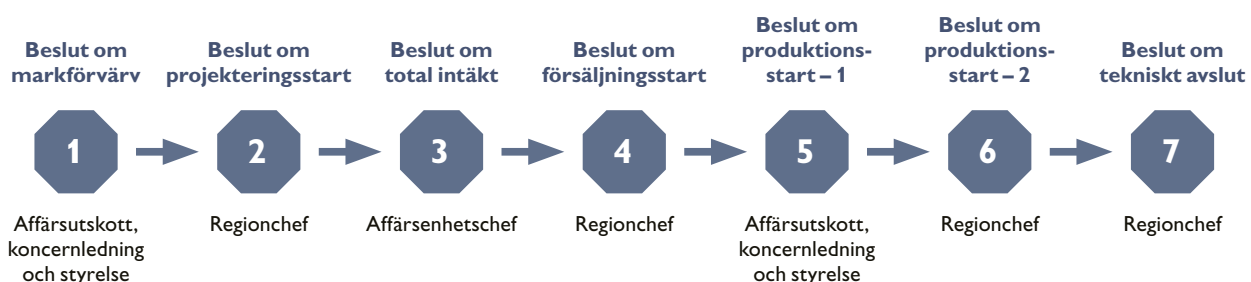 Beslut om
markförvärv
Beslut om
projekteringsstart
Beslut om
total intäkt
Beslut om
försäljningsstart
Beslut om
produktions-
start – 1
Beslut om
produktions-
start – 2
Beslut om
tekniskt avslut
1
2
3
4
5
6
7
Affärsutskott,
koncernledning
och styrelse
Regionchef
Affärsenhetschef
Regionchef
Affärsutskott,
koncernledning
och styrelse
Regionchef
Regionchef